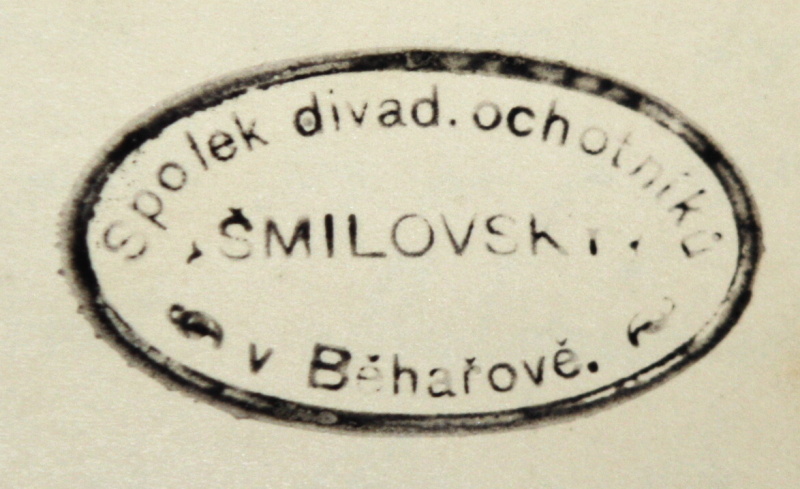 Spolek divad. ochotníků
‚ŠMILOVSKÝ‘
v Běhařově.